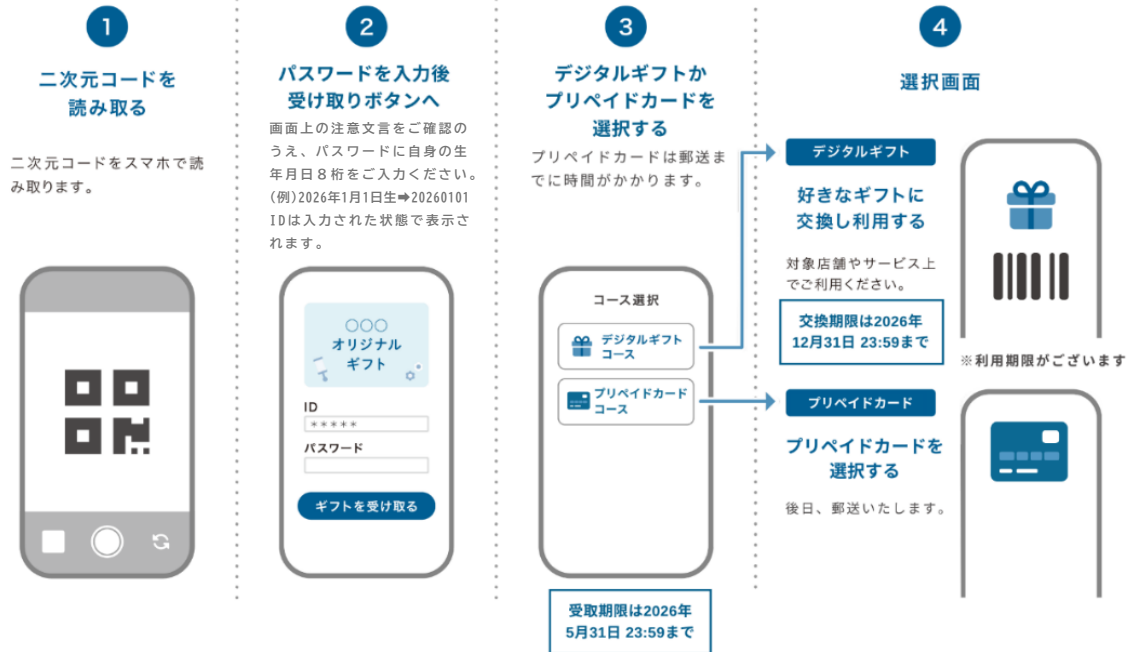 1
二次元コードを
読み取る
二次元コードをスマホで読
み取ります。
2
パスワードを入力後
受け取りボタンへ
画面上の注意文言をご確認の
うえ、パスワードに自身の生
年月日８桁をご入力ください。
(例)2026年1月1日生➡20260101
IDは入力された状態で表示さ
れます。
〇〇〇
オリジナル
ギフト
ID
＊＊＊＊＊
パスワード
ギフトを受け取る
3
デジタルギフトか
プリペイドカードを
選択する
プリペイドカードは郵送ま
でに時間がかかります。
コース選択
デジタルギフト
コース
プリペイドカード
コース
受取期限は2026年
5月31日 23:59まで
4
選択画面
デジタルギフト
好きなギフトに
交換し利用する
対象店舗やサービス上
でご利用ください。
交換期限は2026年
12月31日 23:59まで
※利用期限がございます
プリペイドカード
プリペイドカードを
選択する
後日、郵送いたします。